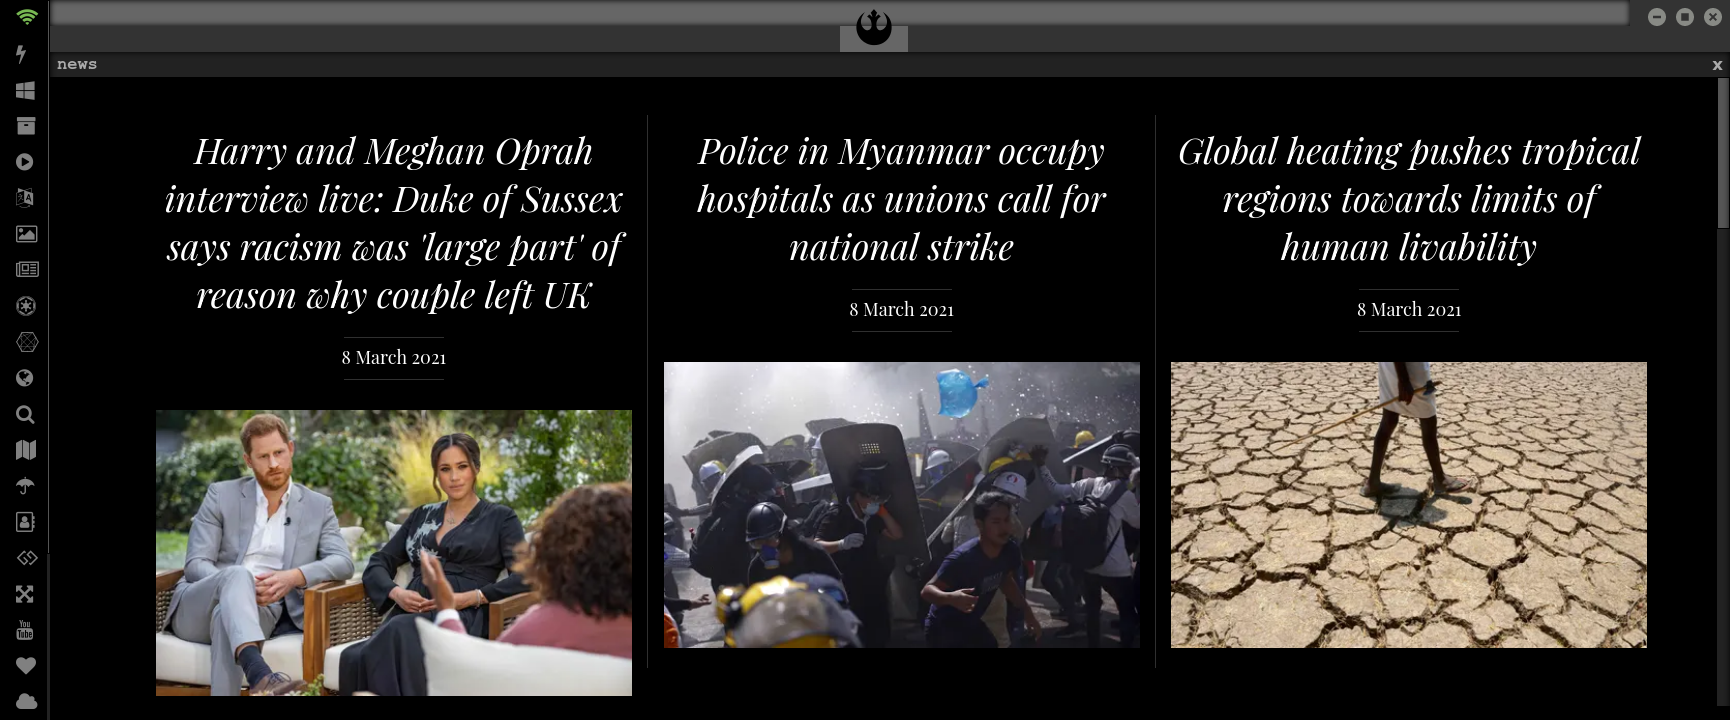 news
x
Harry and Meghan Oprah
interview live: Duke of Sussex
says racism was 'large part' of
reason why couple left UK
8 March 2021
Police in Myanmar occupy
hospitals as unions call for
national strike
8 March 2021
Global heating pushes tropical
regions towards limits of
human livability
8 March 2021
You
Tube